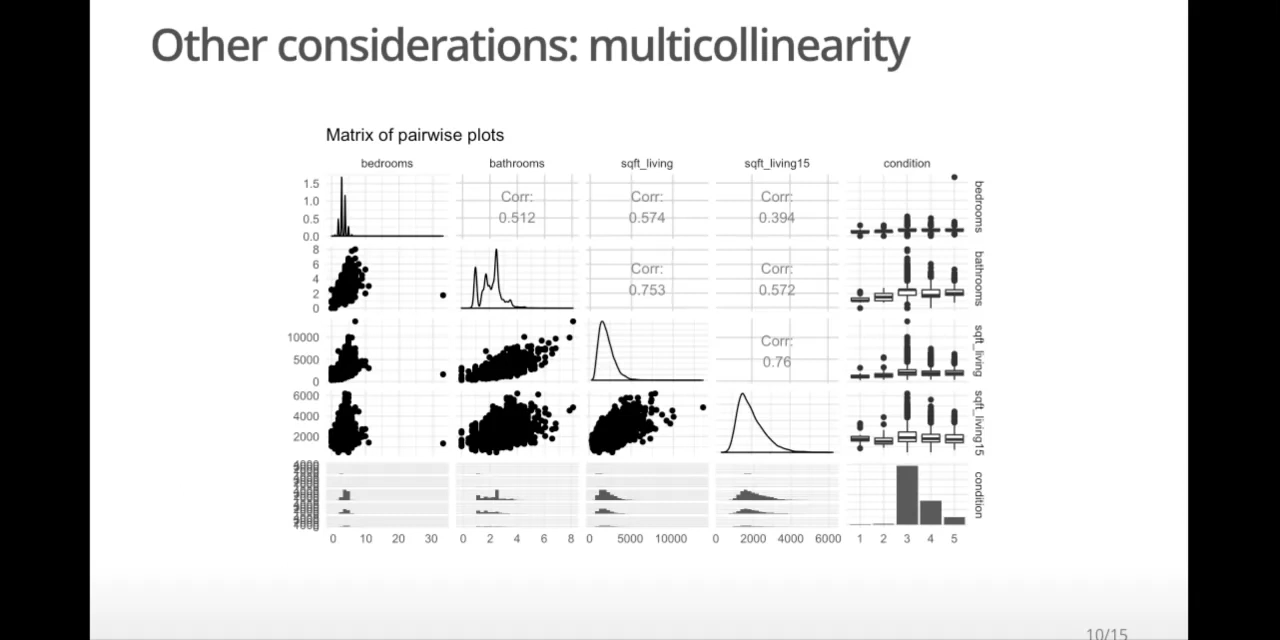 Other considerations: multicollinearity
Matrix of pairwise plots
bedrooms bathrooms sqft_living sqft_living15 condition
1.5
1.0
0.5
0.0
Corr:
0.512
Corr:
0.574
Corr:
0.394
bedrooms
8
6
4
2
0
Corr:
0.753
Corr:
0.572
bathrooms
10000
5000
0
Corr:
0.76
sqft_living
6000
4000
2000
sqft_living15
condition
0 10 20 30 0 2 4 6 8 0 5000 10000 0 2000 4000 6000 1 2 3 4 5
10/15